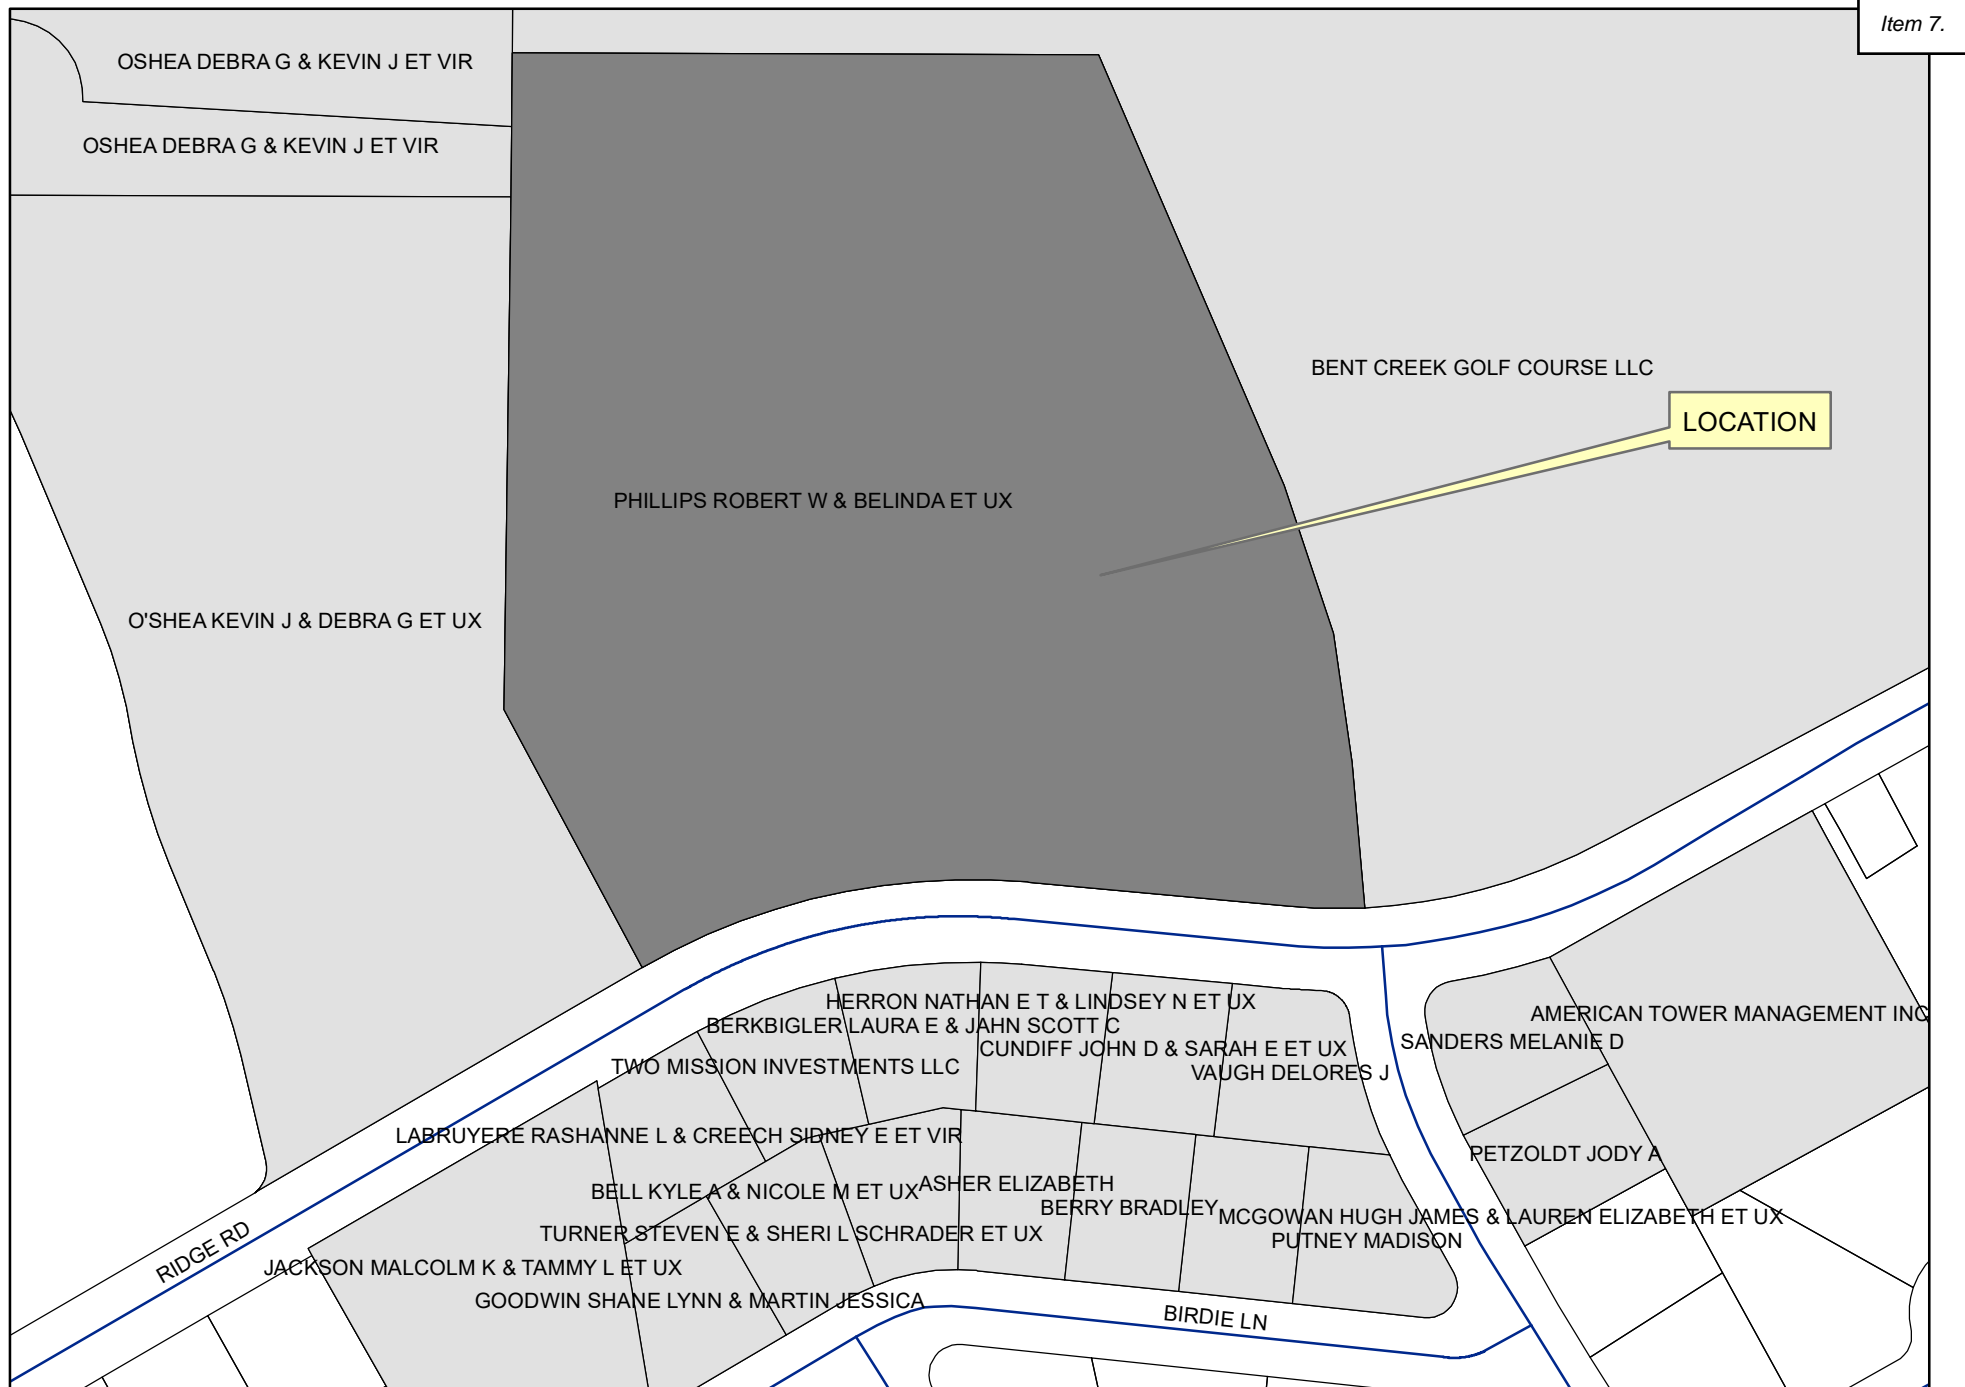 Item 7.
OSHEA DEBRA G & KEVIN J ET VIR
OSHEA DEBRA G & KEVIN J ET VIR
BENT CREEK GOLF COURSE LLC
LOCATION
PHILLIPS ROBERT W & BELINDA ET UX
O'SHEA KEVIN J & DEBRA G ET UX
HERRON NATHAN E T & LINDSEY N ET UX
AMERICAN TOWER MANAGEMENT INC
BERKBIGLER LAURA E & JAHN SCOTT C
SANDERS MELANIE D
CUNDIFF JOHN D & SARAH E ET UX
TWO MISSION INVESTMENTS LLC
VAUGH DELORES J
LABRUYERE RASHANNE L & CREECH SIDNEY E ET VIR
PETZOLDT JODY A
ASHER ELIZABETH
BELL KYLE A & NICOLE M ET UX
BERRY BRADLEY
MCGOWAN HUGH JAMES & LAUREN ELIZABETH ET UX
TURNER STEVEN E & SHERI L SCHRADER ET UX
PUTNEY MADISON
RIDGE RD
JACKSON MALCOLM K & TAMMY L ET UX
GOODWIN SHANE LYNN & MARTIN JESSICA
BIRDIE LN